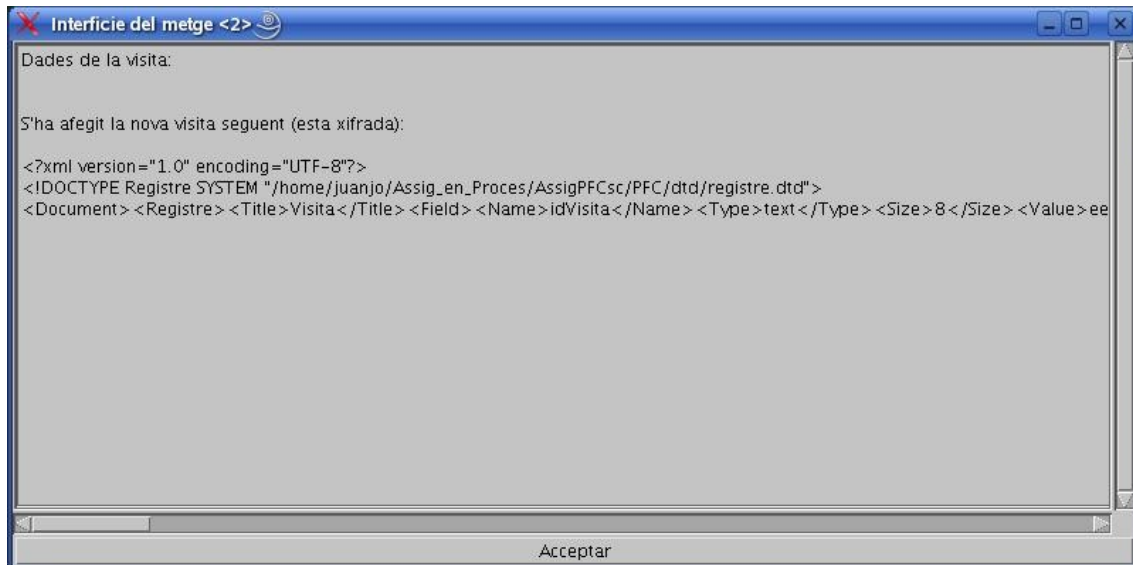 Interficie del metge <2>
Dades de la visita:
S'ha afegit la nova visita seguent (esta xifrada):
<?xml version="1.0" encoding="UTF-8"?>
<!DOCTYPE Registre SYSTEM "/home/juanjo/Assig_en_Proces/AssigPFCsc/PFC/dtd/registre.dtd">
<Document><Registre><Title>Visita</Title><Field><Name>idVisita</Name><Type>text</Type><Size>8</Size><Value>ee
Acceptar